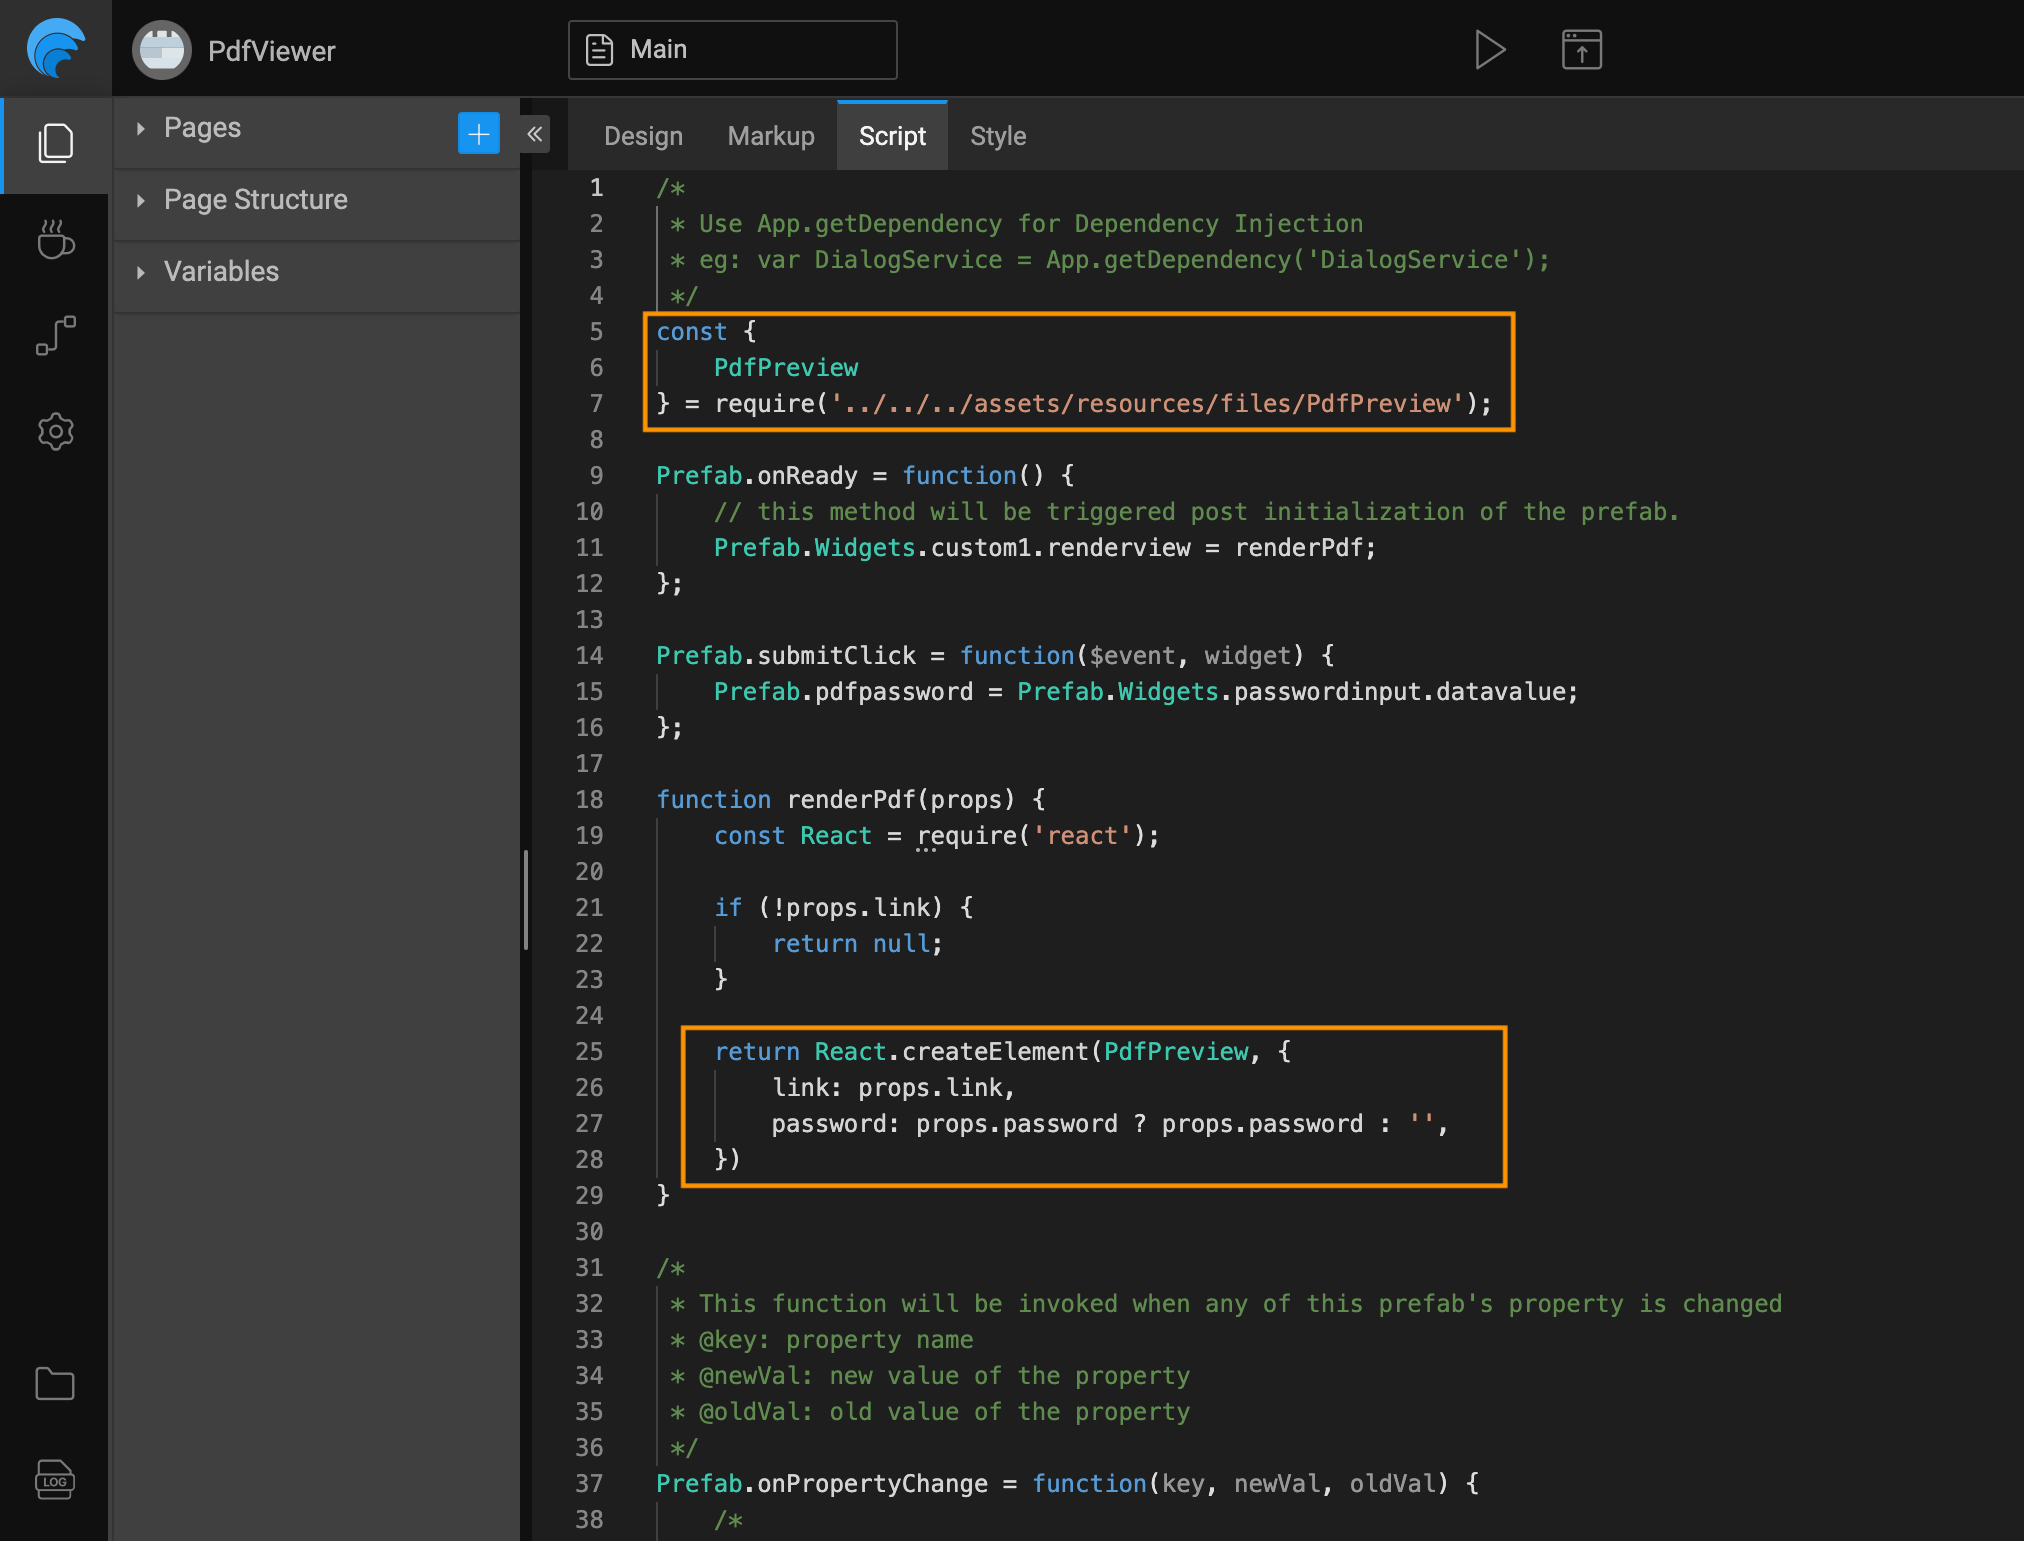 PdfViewer
Main
Pages
Page Structure
Variables
LOG
Design Markup Script Style
1 /*
2  * Use App.getDependency for Dependency Injection
3  * eg: var DialogService = App.getDependency('DialogService');
4  */
5 const {
6     PdfPreview
7 } = require('../../../assets/resources/files/PdfPreview');
8
9 Prefab.onReady = function() {
10     // this method will be triggered post initialization of the prefab.
11     Prefab.Widgets.custom1.renderview = renderPdf;
12 };
13
14 Prefab.submitClick = function($event, widget) {
15     Prefab.pdfpassword = Prefab.Widgets.passwordinput.datavalue;
16 };
17
18 function renderPdf(props) {
19     const React = require('react');
20
21     if (!props.link) {
22         return null;
23     }
24
25     return React.createElement(PdfPreview, {
26         link: props.link,
27         password: props.password ? props.password : '',
28     })
29 }
30
31 /*
32  * This function will be invoked when any of this prefab's property is changed
33  * @key: property name
34  * @newVal: new value of the property
35  * @oldVal: old value of the property
36  */
37 Prefab.onPropertyChange = function(key, newVal, oldVal) {
38     /*